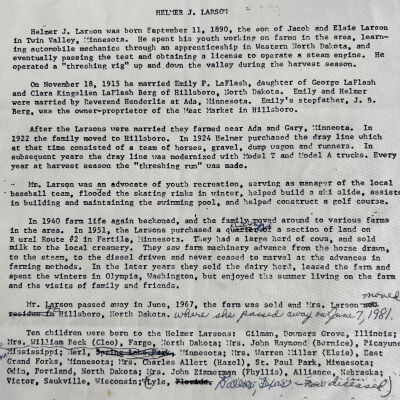 HELMER J. LARSON
Helmer J. Larson was born September 11, 1890, the son of Jacob and Elsie Larson
in Twin Valley, Minnesota. He spent his youth working on farms in the area, learn-
ing automobile mechanics through an apprenticeship in Western North Dakota, and
eventually passing the test and obtaining a license to operate a steam engine. He
operated a "threshing rig" up and down the valley during the harvest season.
On November 18, 1915 he married Emily P. LaFlash, daughter of George LaFlash
and Clara Kingslien LaFlash Berg of Hillsboro, North Dakota. Emily and Helmer
were married by Reverend Henderlie at Ada, Minnesota. Emily's stepfather, J. B.
Berg, was the owner-proprietor of the Meat Market in Hillsboro.
After the Larsons were married they farmed near Ada and Gary, Minnesota. In
1922 the family moved to Hillsboro. In 1924 Helmer purchased the dray line which
at that time consisted of a team of horses, gravel, dump wagon and runners. In
subsequent years the dray line was modernized with Model T and Model A trucks. Every
year at harvest season the "threshing run" was made.
Mr. Larson was an advocate of youth recreation, serving as manager of the local
baseball team, flooded the skating rinks in winter, helped build a ski slide, assiste
in building and maintaining the swimming pool, and helped construct a golf course.
In 1940 farm life again beckoned, and the family moved around to various farms
in the area. In 1951, the Larsons purchased a quarter of a section of land on
Rural Route #2 in Fertile, Minnesota. They had a large herd of cows, and sold
milk to the local creamery. They saw farm machinery advance from the horse drawn,
to the steam, to the diesel driven and never ceased to marvel at the advances in
farming methods. In the later years they sold the dairy herd, leased the farm and
spent the winters in Olympia, Washington, but enjoyed the summer living on the farm
and the visits of family and friends.
Mr. Larson passed away in June, 1967, the farm was sold and Mrs. Larson moved
resides in Hillsboro, North Dakota. where she passed away on June 7, 1981.
Ten children were born to the Helmer Larsons: Gilman, Downers Grove, Illinois;
Mrs. William Beck (Cleo), Fargo, North Dakota; Mrs. John Raymond (Bernice), Picayune
Mississippi; Merl, Spring Lake Park, Minnesota; Mrs. Warren Miller (Elsie), East
Grand Forks, Minnesota; Mrs. Charles Allert (Hazel), St. Paul Park, Minnesota;
Odin, Portland, North Dakota; Mrs. John Zimmerman (Phyllis), Alliance, Nebraska;
Victor, Saukville, Wisconsin; Lyle, Florida. Texas - now deceased)